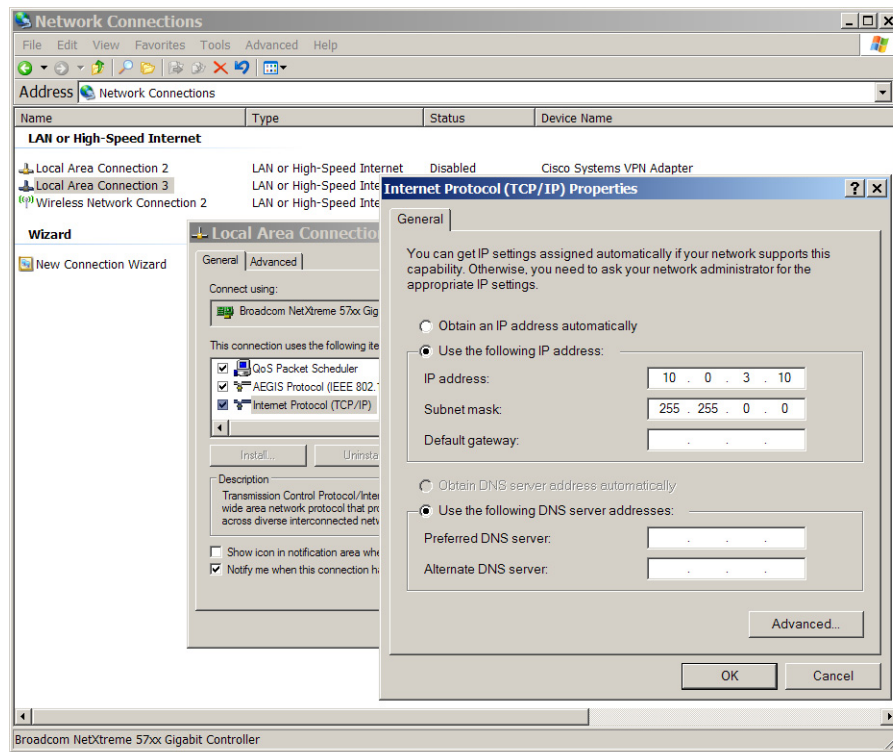 Network Connections
File Edit View Favorites Tools Advanced Help
Address Network Connections
Name Type Status Device Name
LAN or High-Speed Internet
Local Area Connection 2 LAN or High-Speed Internet Disabled Cisco Systems VPN Adapter
Local Area Connection 3 LAN or High-Speed Inte
Wireless Network Connection 2 LAN or High-Speed Inte
Wizard
New Connection Wizard
Local Area Connectio
General Advanced
Connect using:
Broadcom NetXtreme 57xx Gig
This connection uses the following ite
QoS Packet Scheduler
AEGIS Protocol (IEEE 802.1
Internet Protocol (TCP/IP)
Install... Uninsta
Description
Transmission Control Protocol/Inter
wide area network protocol that pro
across diverse interconnected netw
Show icon in notification area whe
Notify me when this connection ha
Internet Protocol (TCP/IP) Properties
General
You can get IP settings assigned automatically if your network supports this
capability. Otherwise, you need to ask your network administrator for the
appropriate IP settings.
Obtain an IP address automatically
Use the following IP address:
IP address: 10 . 0 . 3 . 10
Subnet mask: 255 . 255 . 0 . 0
Default gateway: . . .
Obtain DNS server address automatically
Use the following DNS server addresses:
Preferred DNS server: . . .
Alternate DNS server: . . .
Advanced...
OK Cancel
Broadcom NetXtreme 57xx Gigabit Controller